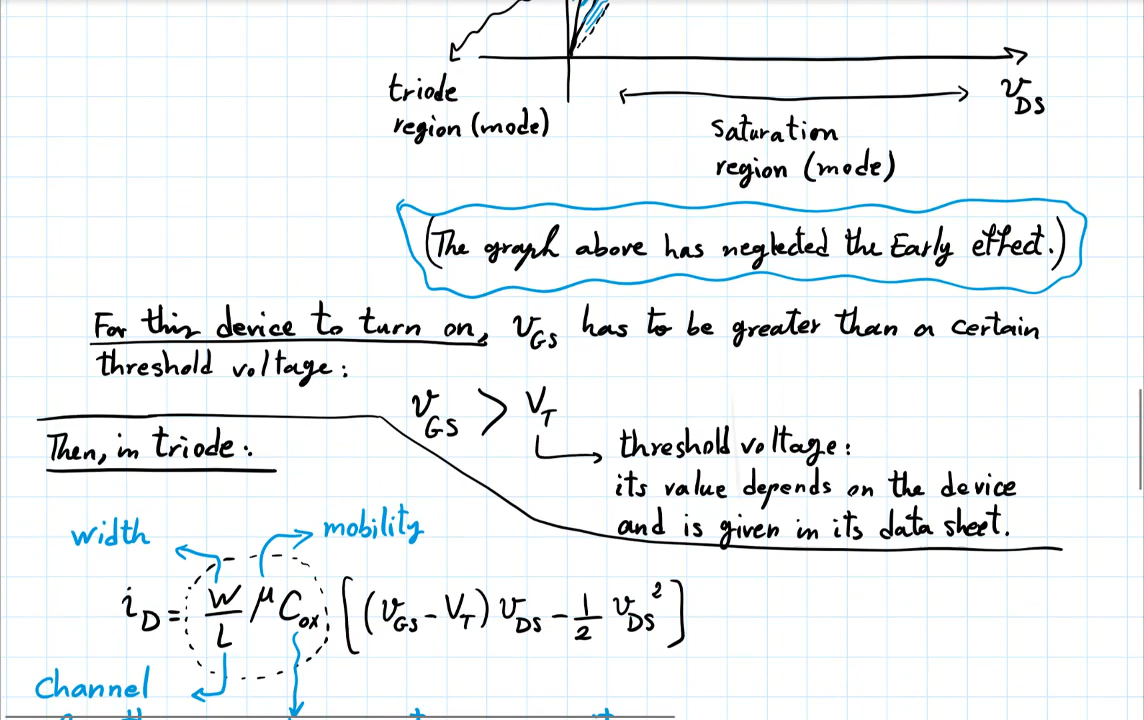 triode
region (mode)
v_DS
saturation
region (mode)
(The graph above has neglected the Early effect.)
For this device to turn on, v_GS has to be greater than a certain
threshold voltage:
v_GS > V_T
Then, in triode:
threshold voltage:
its value depends on the device
and is given in its data sheet.
width
mobility
i_D = W/L μ C_ox [(v_GS - V_T) v_DS - 1/2 v_DS²]
channel